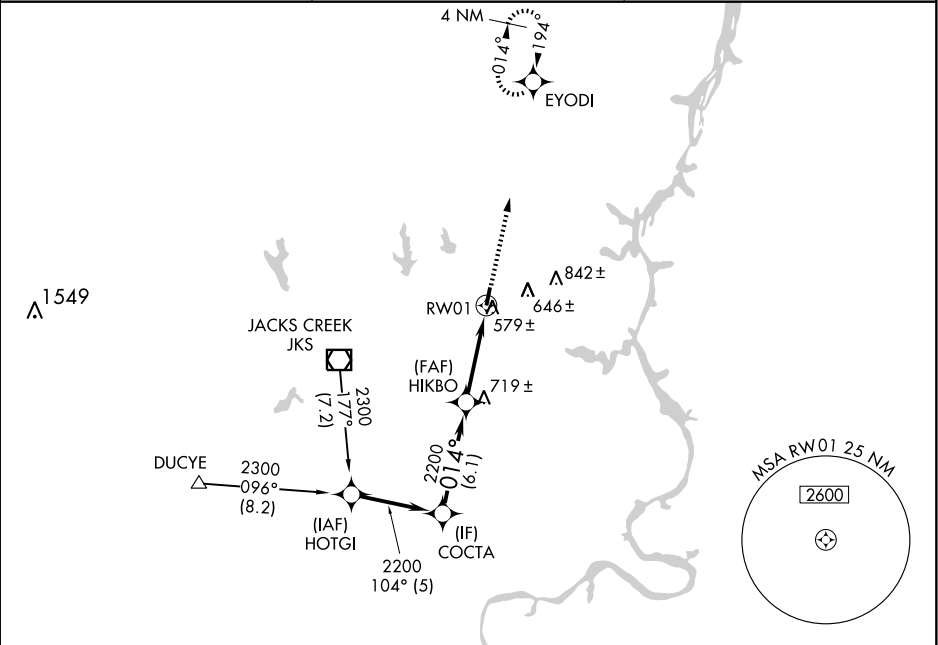 4 NM
014°
194°
EYODI
1549
842±
646±
RW01
579±
JACKS CREEK
JKS
(FAF)
HIKBO
719±
2300
177°
(7.2)
DUCYE
2300
096°
(8.2)
2200
014°
(6.1)
(IAF)
HOTGI
(IF)
COCTA
2200
104° (5)
MSA RW01 25 NM
2600